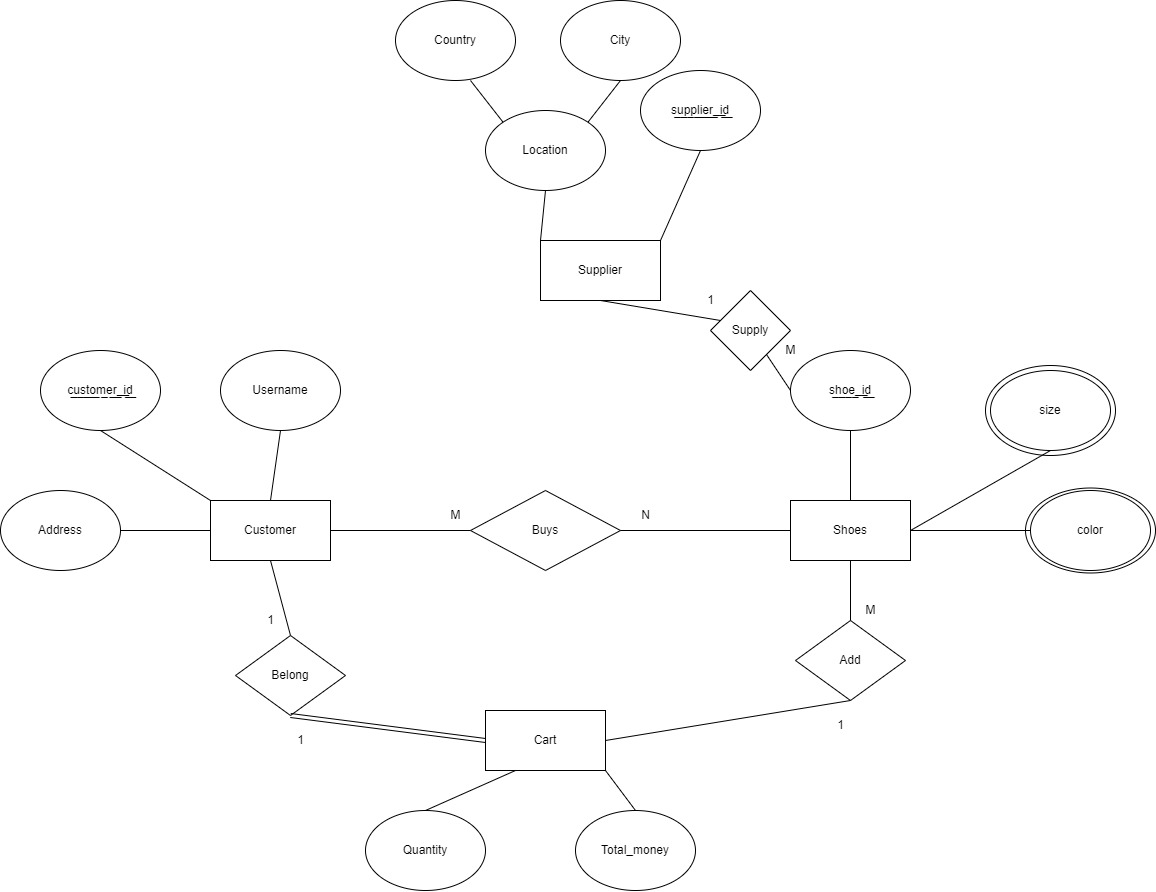 Country
City
supplier_id
Location
Supplier
1
Supply
M
customer_id
Username
shoe_id
size
Address
Customer
M
Buys
N
Shoes
color
1
M
Belong
Add
1
Cart
1
Quantity
Total_money